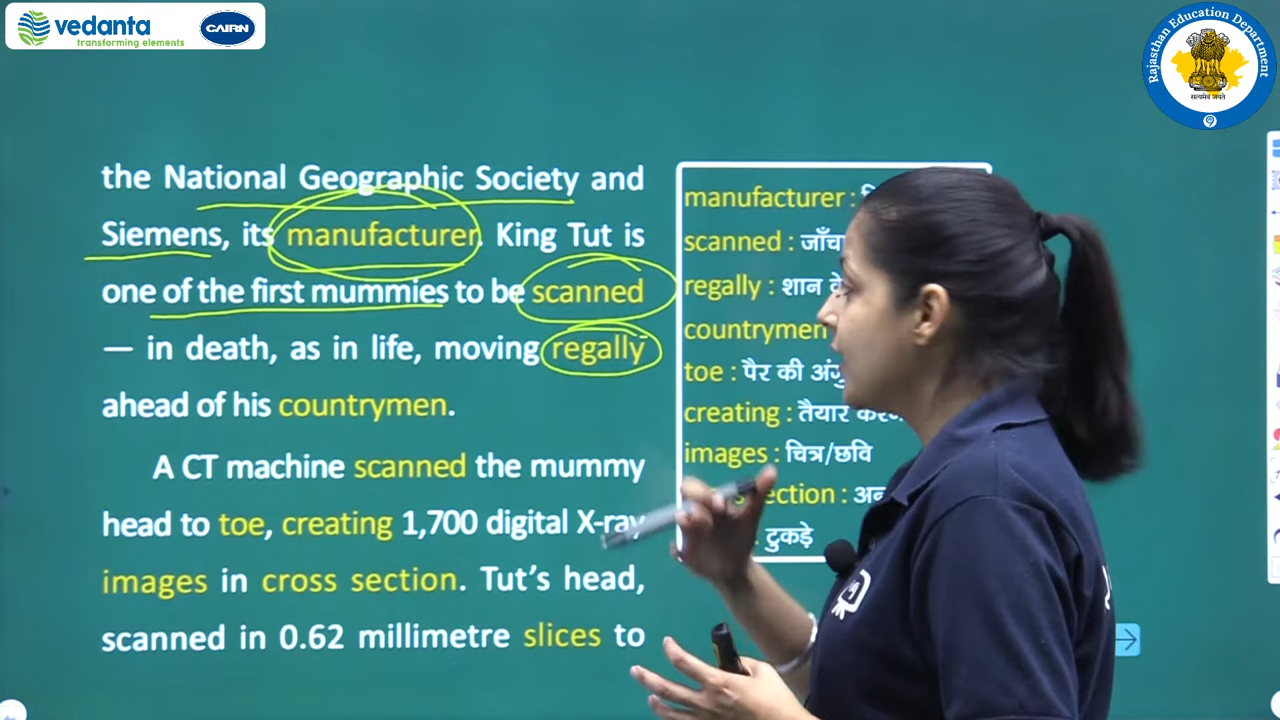 vedanta
transforming elements
CAIRN
Rajasthan Education Department
सत्यमेव जयते
the National Geographic Society and
Siemens, its manufacturer. King Tut is
one of the first mummies to be scanned
— in death, as in life, moving regally
ahead of his countrymen.
A CT machine scanned the mummy
head to toe, creating 1,700 digital X-ray
images in cross section. Tut's head,
scanned in 0.62 millimetre slices to
manufacturer :
scanned :
regally : शान
countrymen
toe : पैर की
creating : तैयार
images : चित्र/छवि
टुकड़े